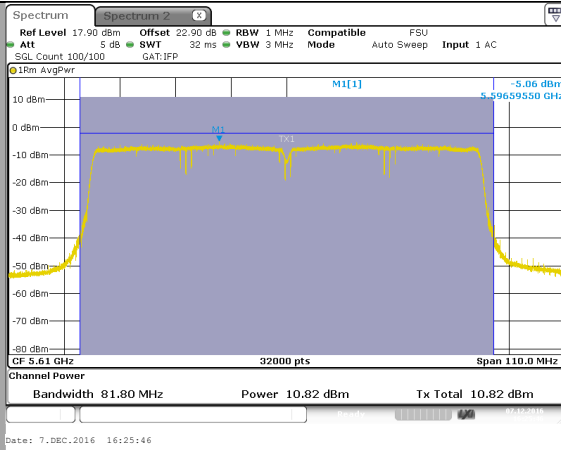 Spectrum
Spectrum 2 X
Ref Level 17.90 dBm Offset 22.90 dB RBW 1 MHz Compatible FSU
Att 5 dB SWT 32 ms VBW 3 MHz Mode Auto Sweep Input 1 AC
SGL Count 100/100 GAT:IFP
1Rm AvgPwr
M1[1] -5.06 dBm
5.59659550 GHz
10 dBm
0 dBm
M1
TX1
-10 dBm
-20 dBm
-30 dBm
-40 dBm
-50 dBm
-60 dBm
-70 dBm
-80 dBm
CF 5.61 GHz 32000 pts Span 110.0 MHz
Channel Power
Bandwidth 81.80 MHz Power 10.82 dBm Tx Total 10.82 dBm
Ready 07.12.2016
Date: 7.DEC.2016 16:25:46